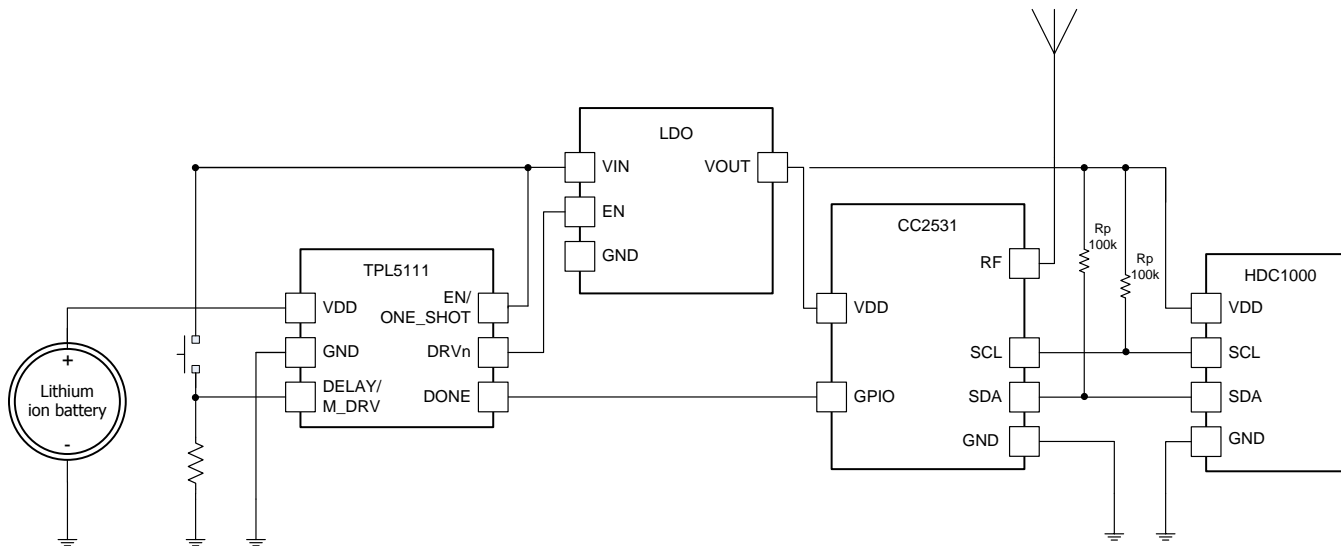 LDO
VIN
VOUT
EN
GND
TPL5111
VDD
EN/
ONE_SHOT
GND
DRVn
DELAY/
M_DRV
DONE
+
Lithium
ion battery
-
CC2531
RF
VDD
SCL
GPIO
SDA
GND
Rp
100k
Rp
100k
HDC1000
VDD
SCL
SDA
GND